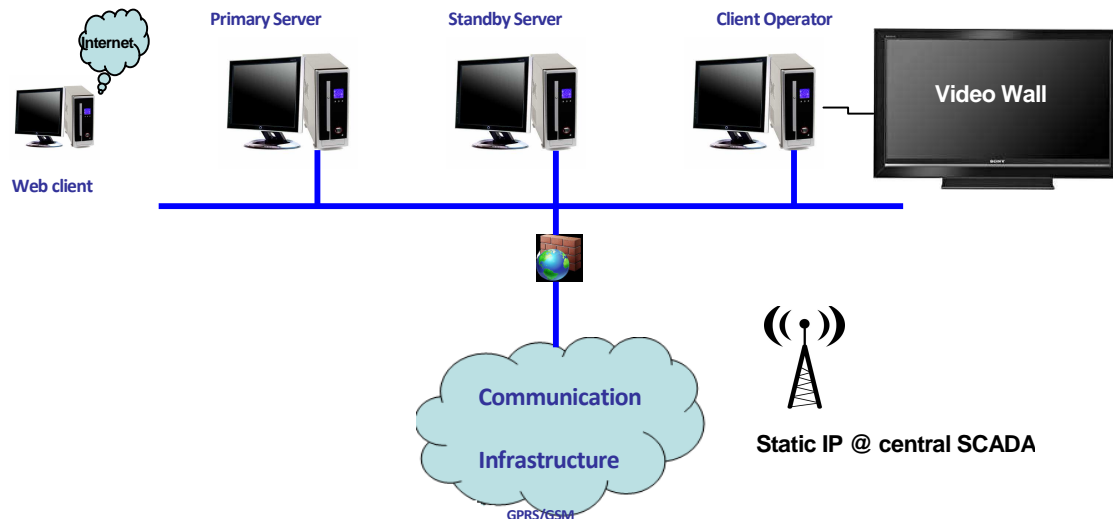 Primary Server
Standby Server
Client Operator
Internet
Video Wall
SONY
Web client
Communication
Infrastructure
Static IP @ central SCADA
GPRS/GSM